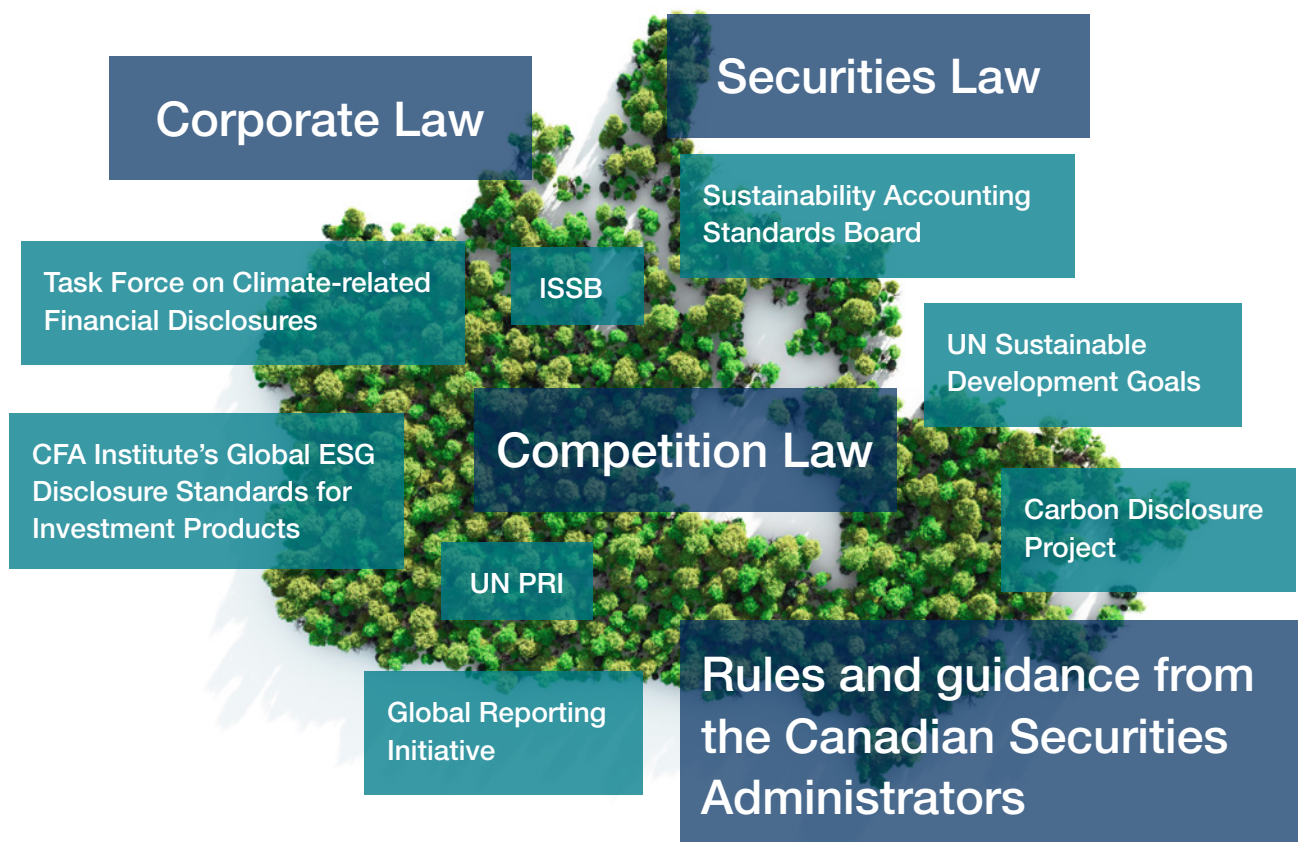 Securities Law
Corporate Law
Sustainability Accounting
Standards Board
Task Force on Climate-related
Financial Disclosures
ISSB
UN Sustainable
Development Goals
Competition Law
CFA Institute’s Global ESG
Disclosure Standards for
Investment Products
Carbon Disclosure
Project
UN PRI
Rules and guidance from
the Canadian Securities
Administrators
Global Reporting
Initiative